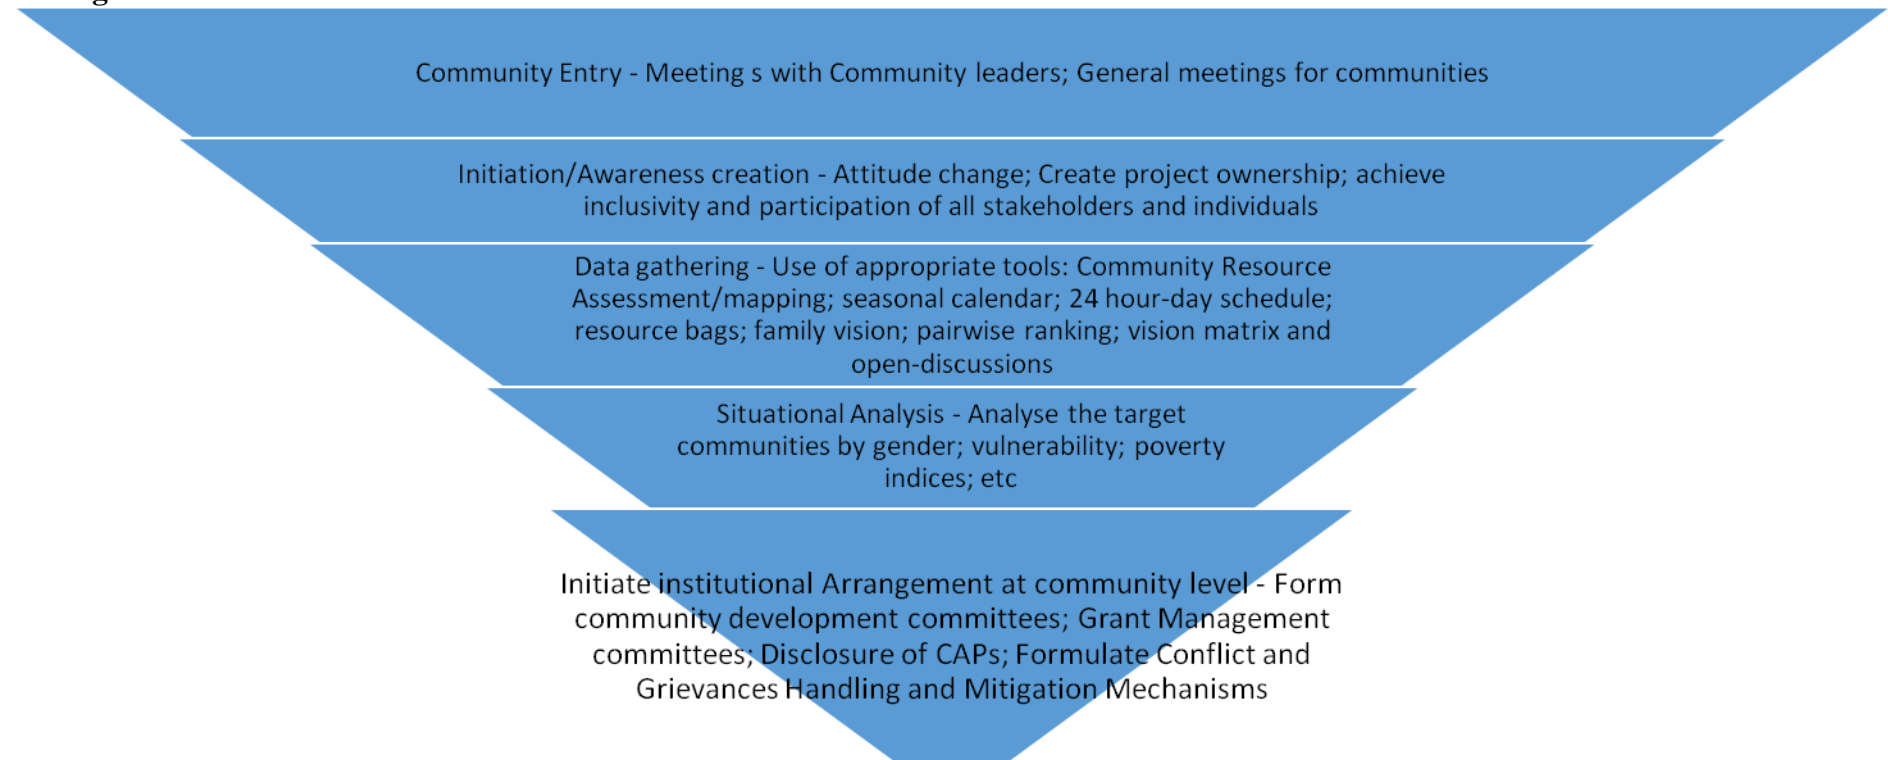 Community Entry - Meeting s with Community leaders; General meetings for communities
Initiation/Awareness creation - Attitude change; Create project ownership; achieve
inclusivity and participation of all stakeholders and individuals
Data gathering - Use of appropriate tools: Community Resource
Assessment/mapping; seasonal calendar; 24 hour-day schedule;
resource bags; family vision; pairwise ranking; vision matrix and
open-discussions
Situational Analysis - Analyse the target
communities by gender; vulnerability; poverty
indices; etc
Initiate institutional Arrangement at community level - Form
community development committees; Grant Management
committees; Disclosure of CAPs; Formulate Conflict and
Grievances Handling and Mitigation Mechanisms